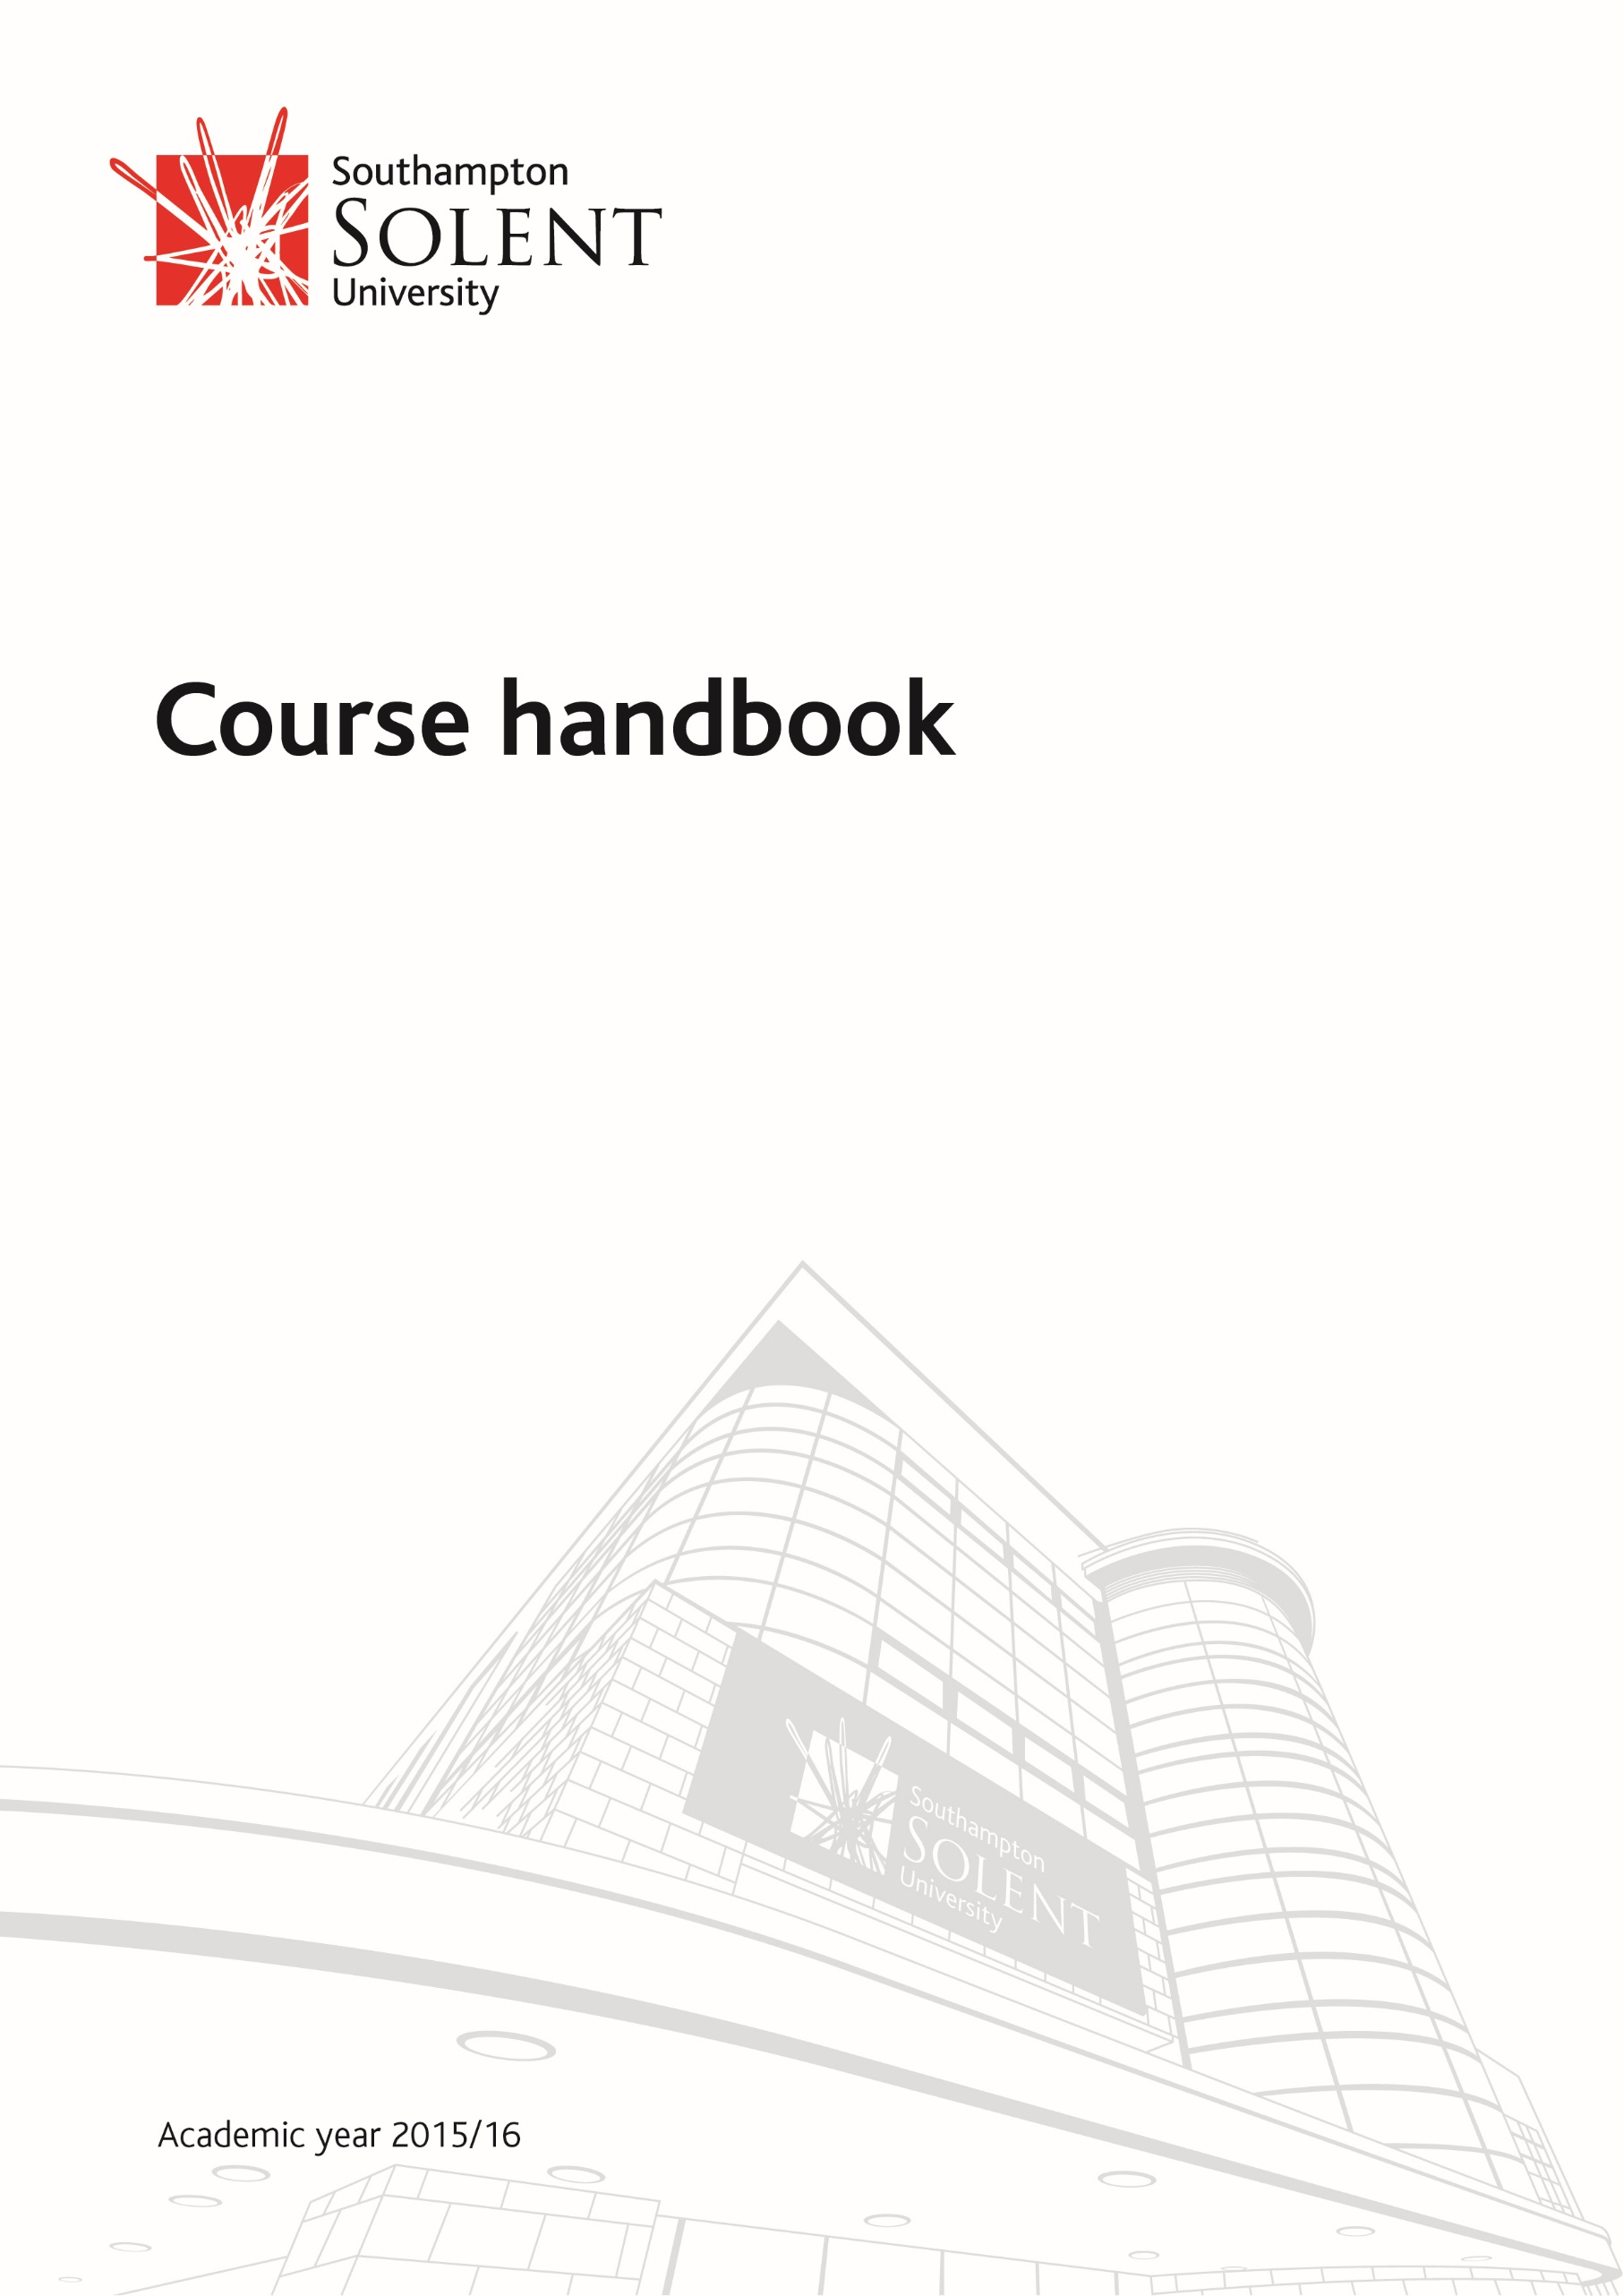 Southampton
SOLENT
University
Course handbook
Southampton
SOLENT
University
Academic year 2015/16